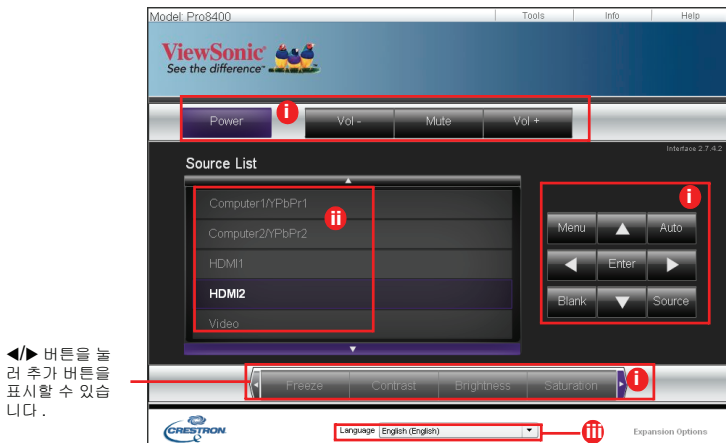 Model: Pro8400
Tools Info Help
ViewSonic®
See the difference™
Power i Vol - Mute Vol +
Interface 2.7.4.2
Source List
i
ii
Computer1/YPbPr1
Computer2/YPbPr2
HDMI1
HDMI2
Video
Menu Auto
Enter
Blank Source
◀/▶ 버튼을 눌
러 추가 버튼을
표시할 수 있습
니다 .
Freeze Contrast Brightness Saturation i
CRESTRON
Language English (English) iii Expansion Options